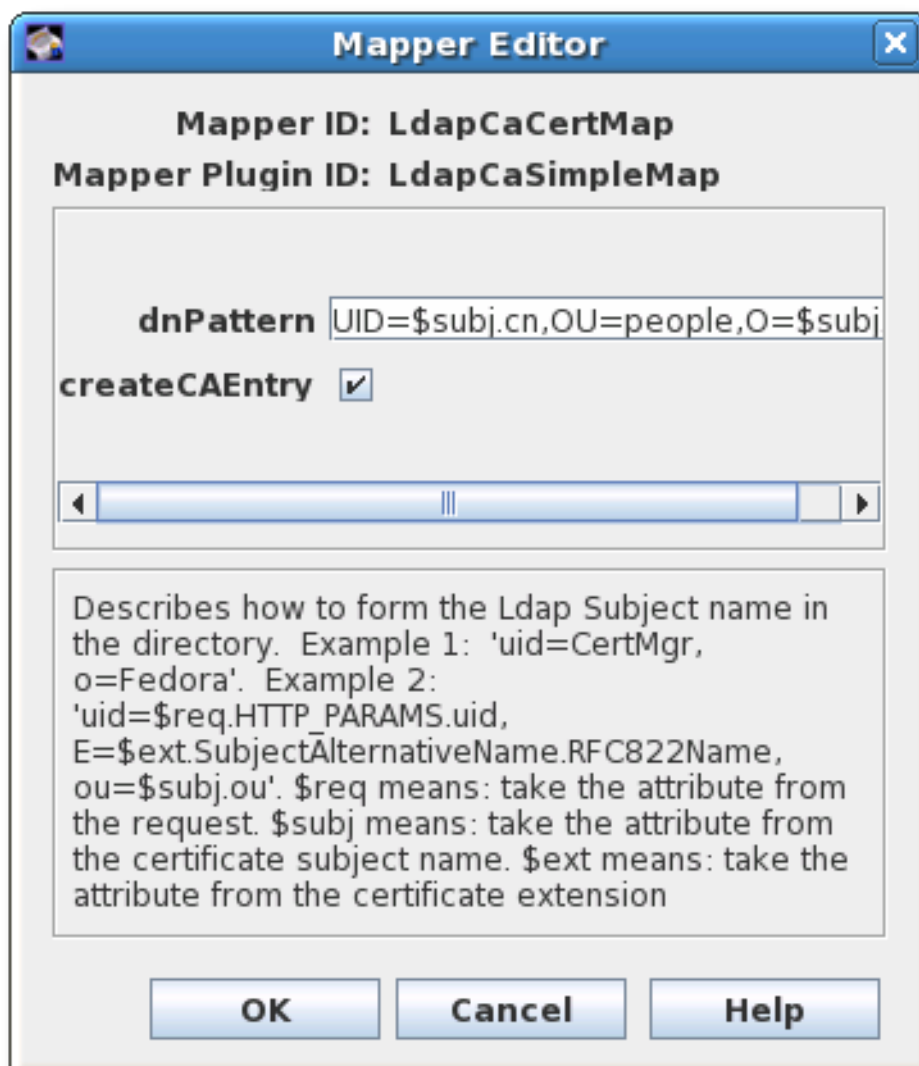 Mapper Editor
Mapper ID: LdapCaCertMap
Mapper Plugin ID: LdapCaSimpleMap
dnPattern UID=$subj.cn,OU=people,O=$subj
createCAEntry
Describes how to form the Ldap Subject name in
the directory.  Example 1:  'uid=CertMgr,
o=Fedora'.  Example 2:
'uid=$req.HTTP_PARAMS.uid,
E=$ext.SubjectAlternativeName.RFC822Name,
ou=$subj.ou'. $req means: take the attribute from
the request. $subj means: take the attribute from
the certificate subject name. $ext means: take the
attribute from the certificate extension
OK Cancel Help